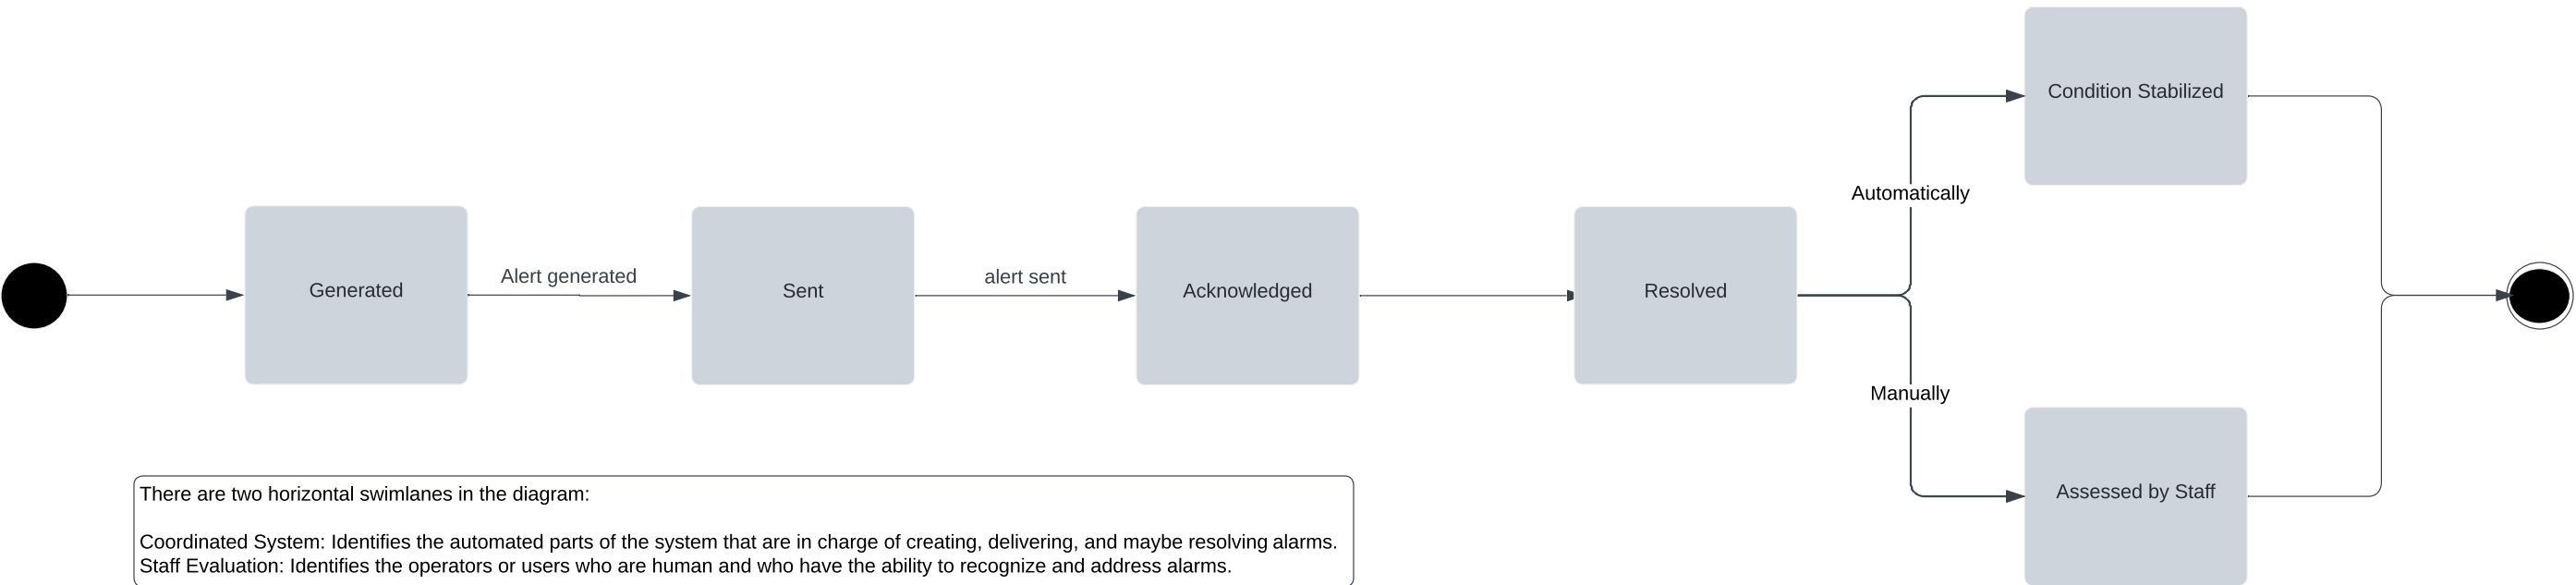 Condition Stabilized
Automatically
Generated
Alert generated
Sent
alert sent
Acknowledged
Resolved
Manually
Assessed by Staff
There are two horizontal swimlanes in the diagram:
Coordinated System: Identifies the automated parts of the system that are in charge of creating, delivering, and maybe resolving alarms.
Staff Evaluation: Identifies the operators or users who are human and who have the ability to recognize and address alarms.